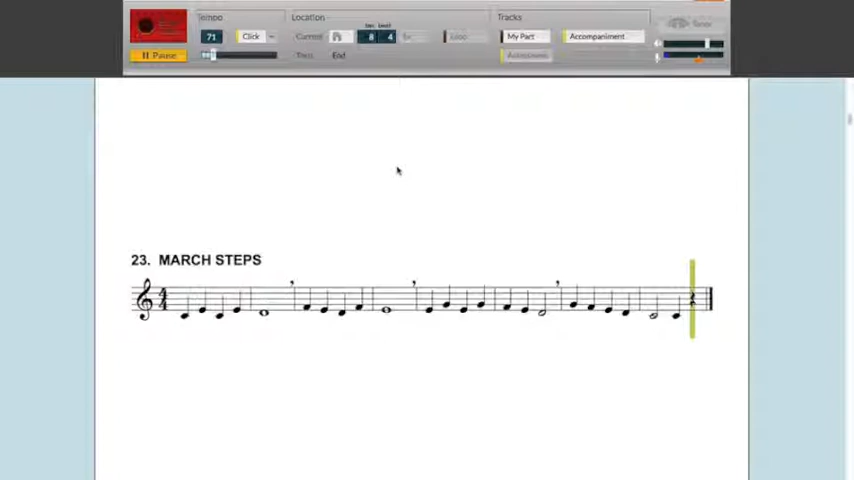 Tempo
Location
Tracks
71
Click
Current
8 4
My Part
Accompaniment
Pause
End
23. MARCH STEPS